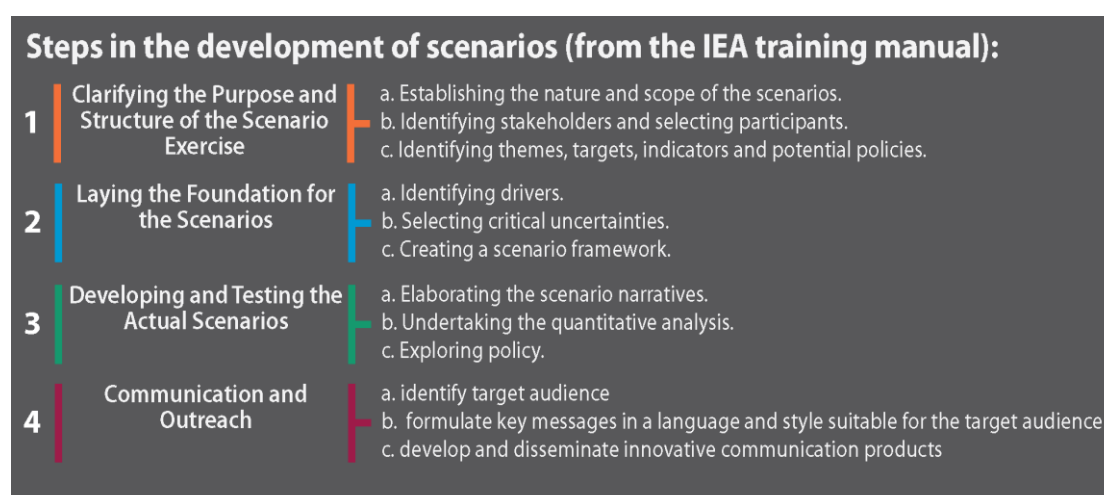 Steps in the development of scenarios (from the IEA training manual):
1
Clarifying the Purpose and
Structure of the Scenario
Exercise
a. Establishing the nature and scope of the scenarios.
b. Identifying stakeholders and selecting participants.
c. Identifying themes, targets, indicators and potential policies.
2
Laying the Foundation for
the Scenarios
a. Identifying drivers.
b. Selecting critical uncertainties.
c. Creating a scenario framework.
3
Developing and Testing the
Actual Scenarios
a. Elaborating the scenario narratives.
b. Undertaking the quantitative analysis.
c. Exploring policy.
4
Communication and
Outreach
a. identify target audience
b. formulate key messages in a language and style suitable for the target audience
c. develop and disseminate innovative communication products